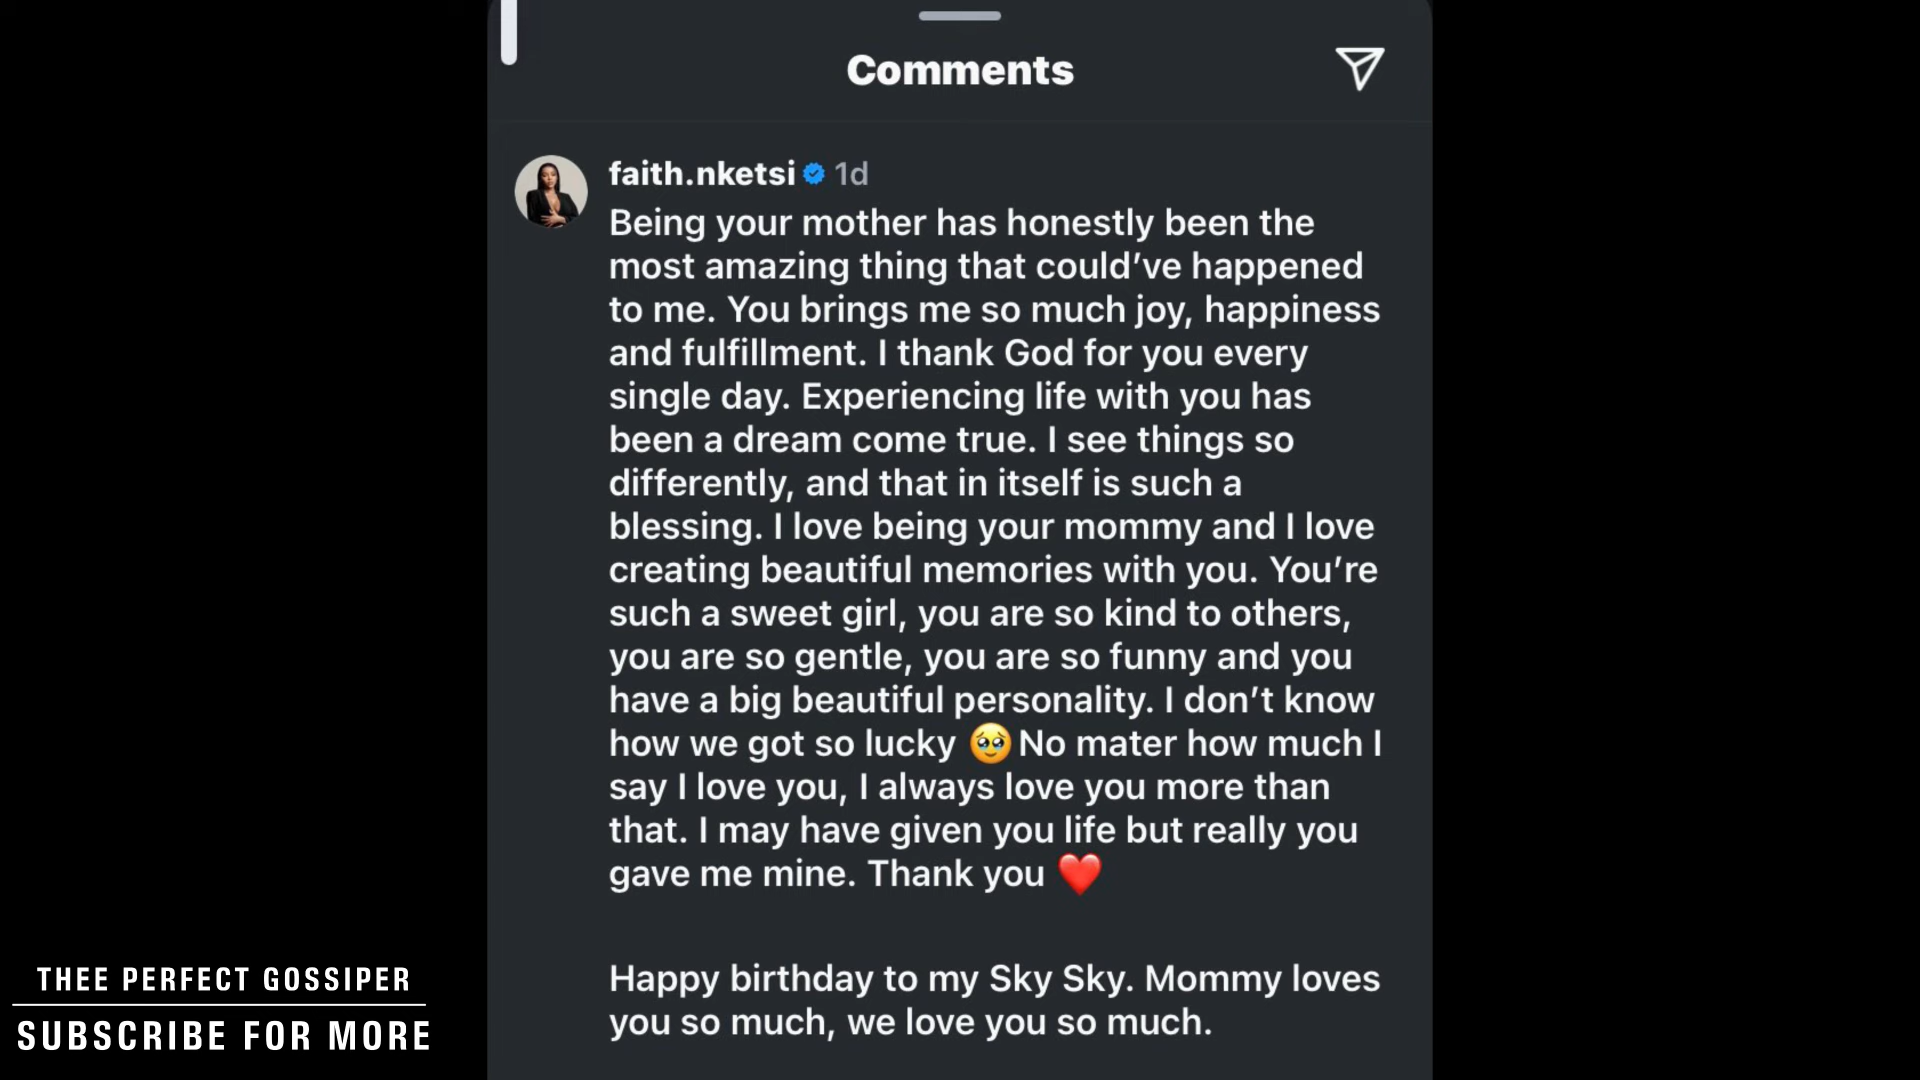 Comments
faith.nketsi 1d
Being your mother has honestly been the
most amazing thing that could’ve happened
to me. You brings me so much joy, happiness
and fulfillment. I thank God for you every
single day. Experiencing life with you has
been a dream come true. I see things so
differently, and that in itself is such a
blessing. I love being your mommy and I love
creating beautiful memories with you. You’re
such a sweet girl, you are so kind to others,
you are so gentle, you are so funny and you
have a big beautiful personality. I don’t know
how we got so lucky 🥹 No mater how much I
say I love you, I always love you more than
that. I may have given you life but really you
gave me mine. Thank you ❤️
Happy birthday to my Sky Sky. Mommy loves
you so much, we love you so much.
THEE PERFECT GOSSIPER
SUBSCRIBE FOR MORE